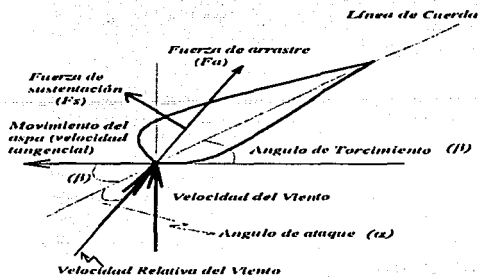 Línea de Cuerda
Fuerza de arrastre
(Fa)
Fuerza de
sustentación
(Fs)
Movimiento del
aspa (velocidad
tangencial)
Angulo de Torcimiento (β)
(β)
Velocidad del Viento
Angulo de ataque (α)
Velocidad Relativa del Viento